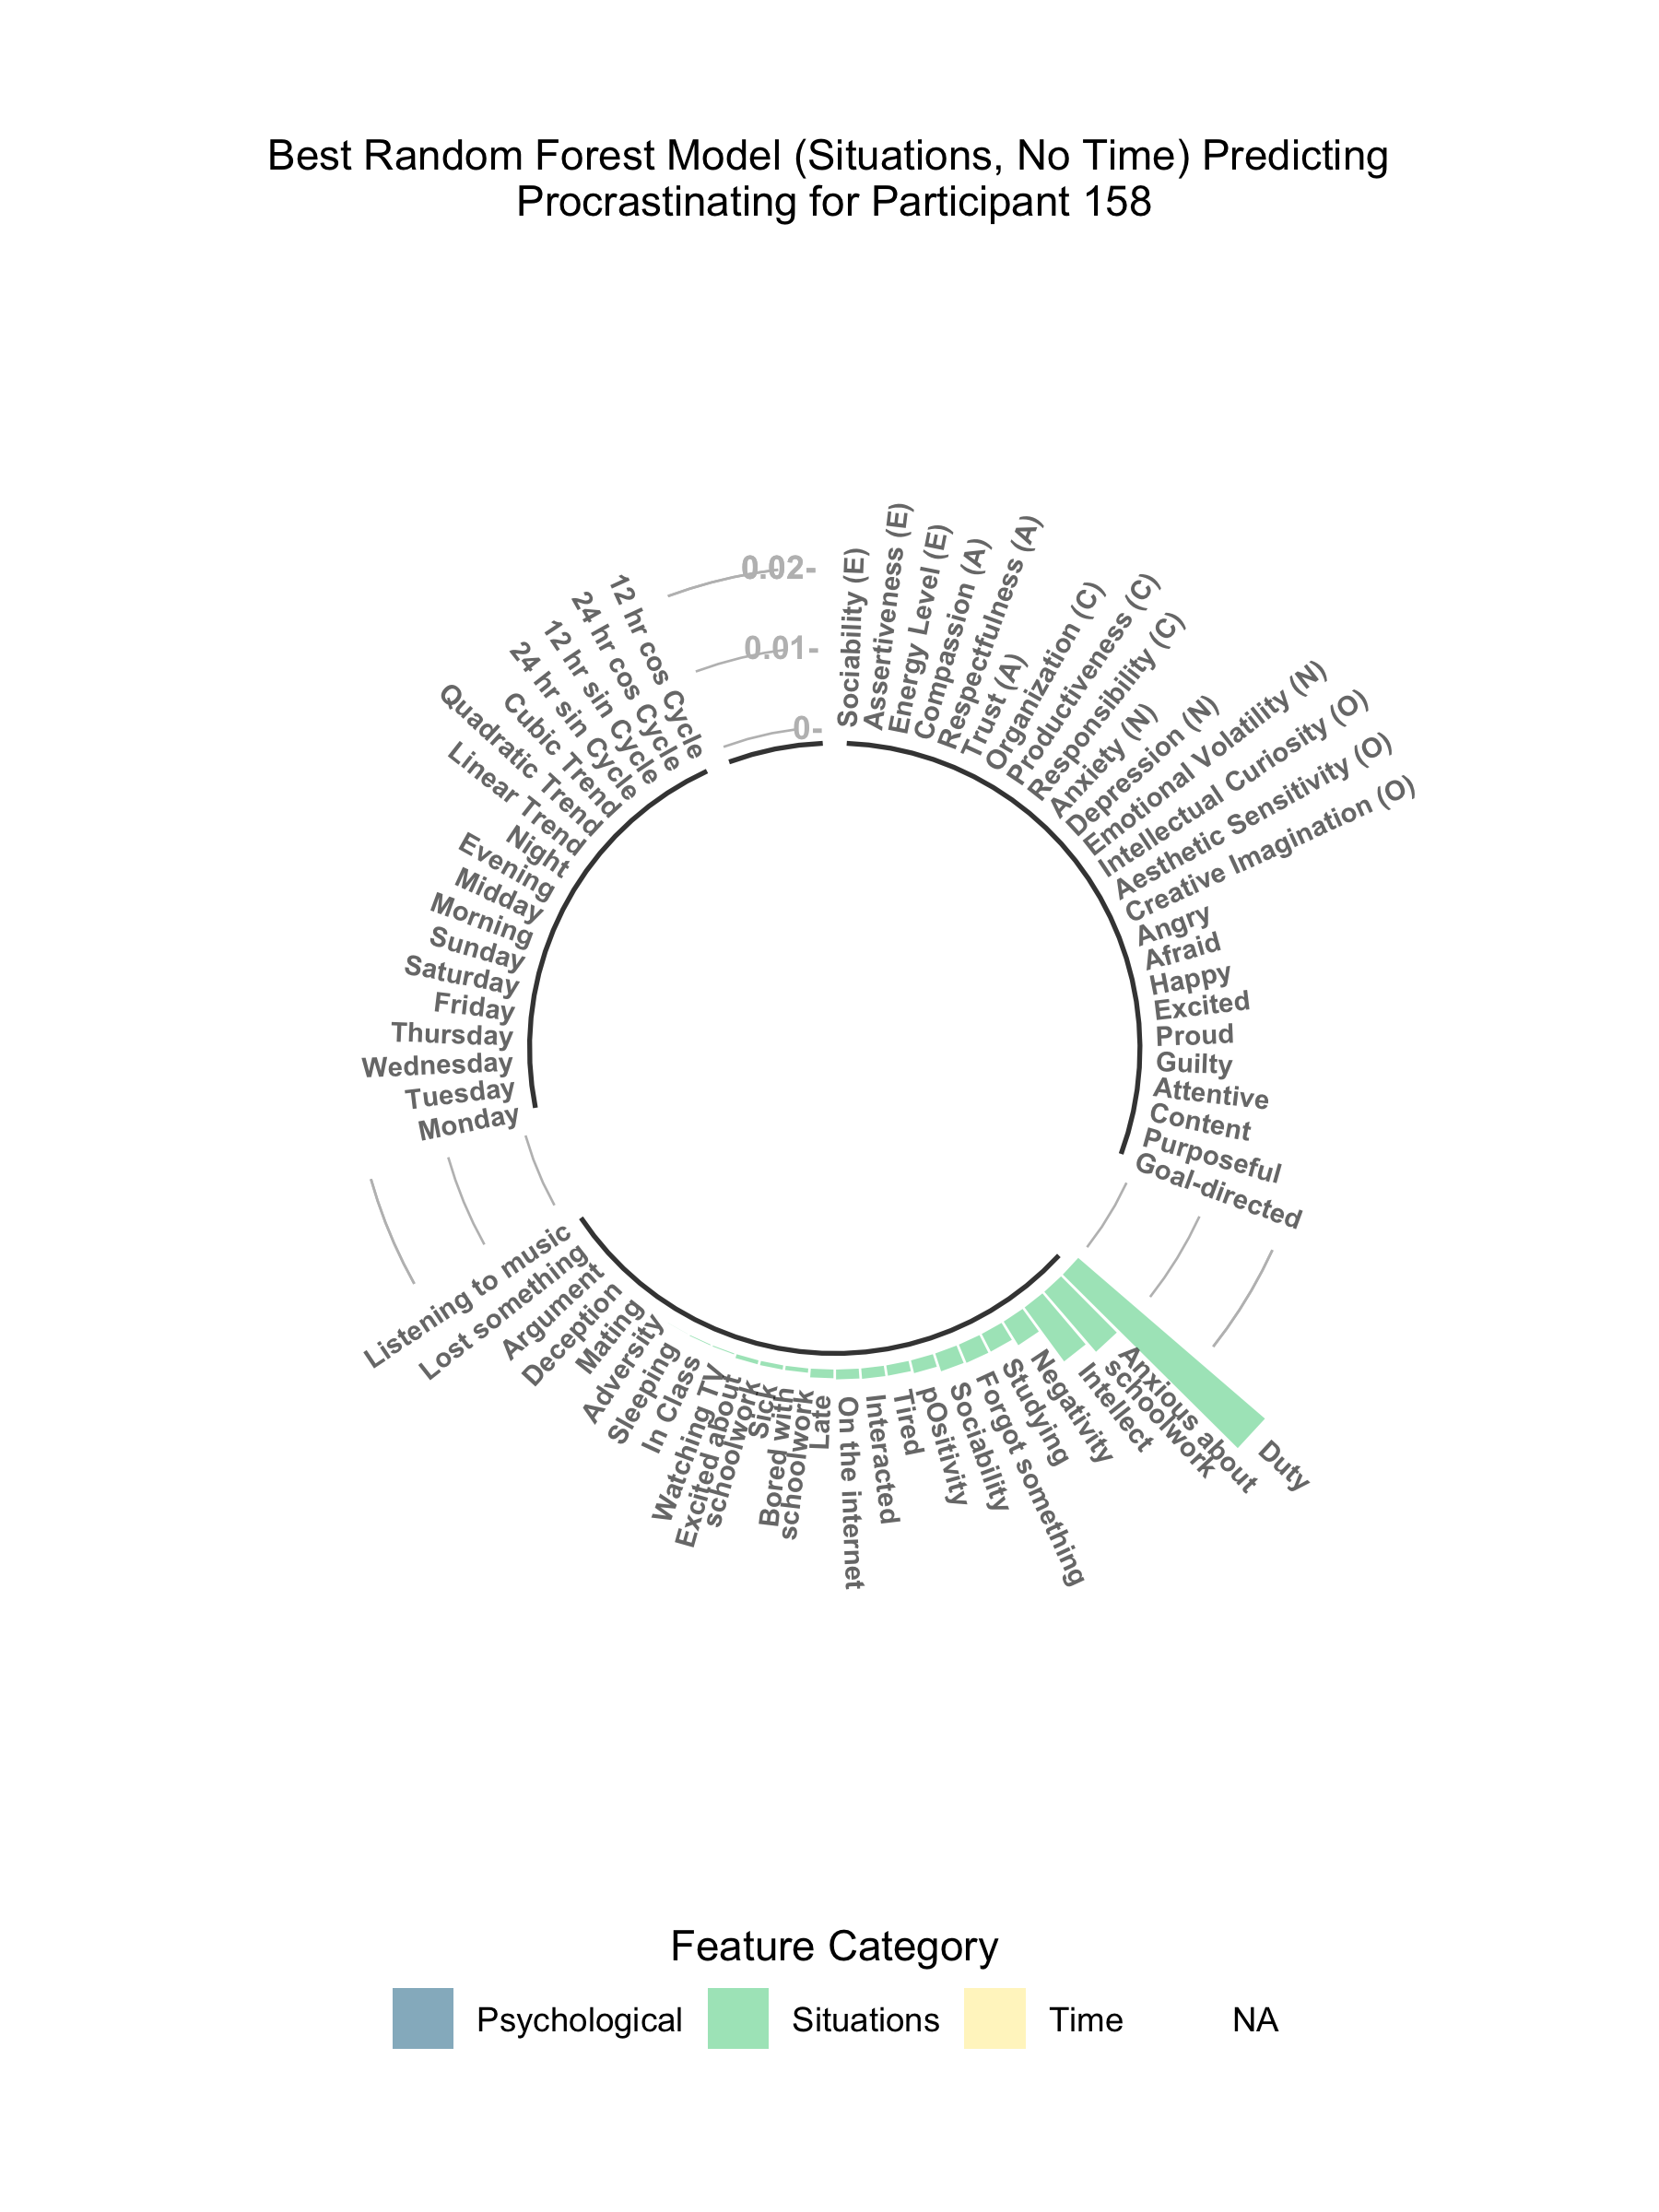 Best Random Forest Model (Situations, No Time) Predicting
Procrastinating for Participant 158
0.02-
0.01-
0-
Sociability (E)
Assertiveness (E)
Energy Level (E)
Compassion (A)
Respectfulness (A)
Trust (A)
Organization (C)
Productiveness (C)
Responsibility (C)
Anxiety (N)
Depression (N)
Emotional Volatility (N)
Intellectual Curiosity (O)
Aesthetic Sensitivity (O)
Creative Imagination (O)
Angry
Afraid
Happy
Excited
Proud
Guilty
Attentive
Content
Purposeful
Goal-directed
Duty
Anxious about
schoolwork
Intellect
Negativity
Studying
Forgot something
Sociability
pOsitivity
Tired
Interacted
On the internet
Late
Bored with
schoolwork
Sick
Excited about
schoolwork
Watching TV
In Class
Sleeping
Adversity
Mating
Deception
Argument
Lost something
Listening to music
Monday
Tuesday
Wednesday
Thursday
Friday
Saturday
Sunday
Morning
Midday
Evening
Night
Linear Trend
Quadratic Trend
Cubic Trend
24 hr sin Cycle
12 hr sin Cycle
24 hr cos Cycle
12 hr cos Cycle
Feature Category
Psychological
Situations
Time
NA